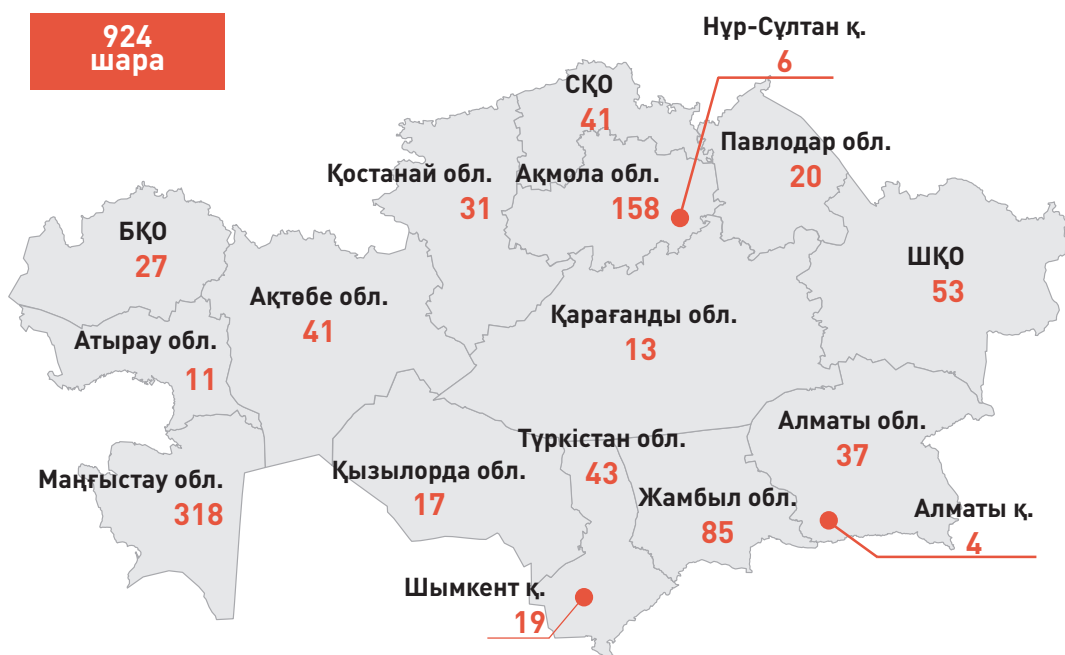 924
шара
Нұр-Сұлтан қ.
6
СҚО
41
Павлодар обл.
20
Қостанай обл.
31
Ақмола обл.
158
БҚО
27
ШҚО
53
Ақтөбе обл.
41
Қарағанды обл.
13
Атырау обл.
11
Алматы обл.
37
Түркістан обл.
43
Маңғыстау обл.
318
Қызылорда обл.
17
Жамбыл обл.
85
Алматы қ.
4
Шымкент қ.
19